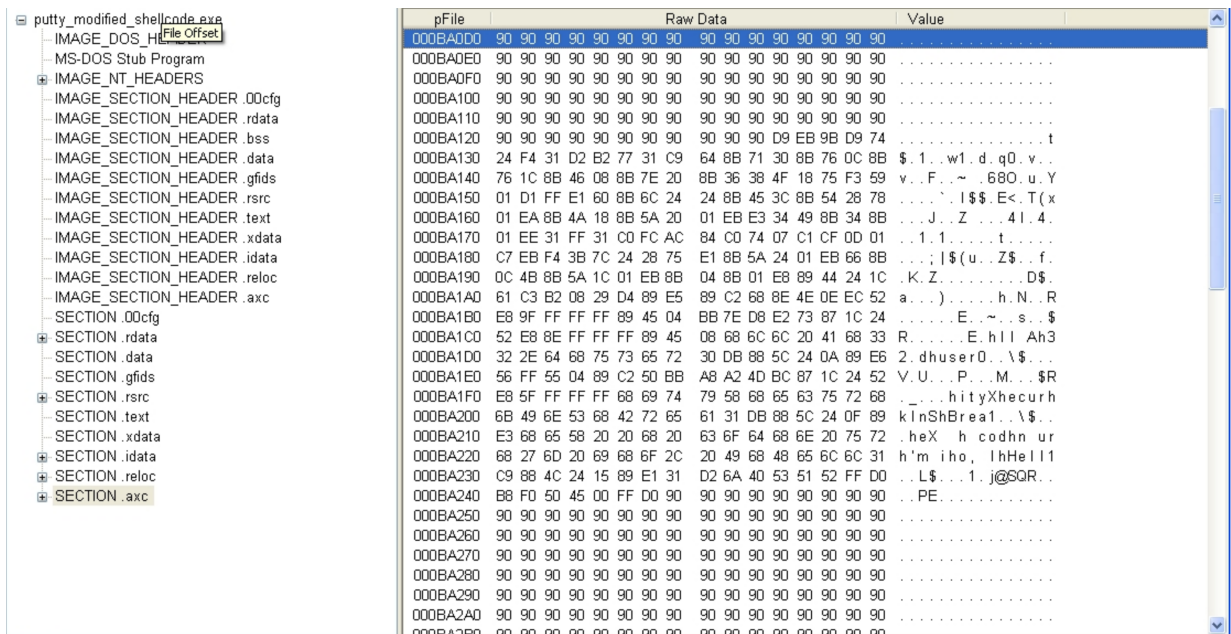 putty_modified_shellcode.exe
File Offset
IMAGE_DOS_HEADER
MS-DOS Stub Program
IMAGE_NT_HEADERS
IMAGE_SECTION_HEADER .00cfg
IMAGE_SECTION_HEADER .rdata
IMAGE_SECTION_HEADER .bss
IMAGE_SECTION_HEADER .data
IMAGE_SECTION_HEADER .gfids
IMAGE_SECTION_HEADER .rsrc
IMAGE_SECTION_HEADER .text
IMAGE_SECTION_HEADER .xdata
IMAGE_SECTION_HEADER .idata
IMAGE_SECTION_HEADER .reloc
IMAGE_SECTION_HEADER .axc
SECTION .00cfg
SECTION .rdata
SECTION .data
SECTION .gfids
SECTION .rsrc
SECTION .text
SECTION .xdata
SECTION .idata
SECTION .reloc
SECTION .axc
pFile Raw Data Value
000BA0D0 90 90 90 90 90 90 90 90 90 90 90 90 90 90 90 90 . . . . . . . . . . . . . . . .
000BA0E0 90 90 90 90 90 90 90 90 90 90 90 90 90 90 90 90 . . . . . . . . . . . . . . . .
000BA0F0 90 90 90 90 90 90 90 90 90 90 90 90 90 90 90 90 . . . . . . . . . . . . . . . .
000BA100 90 90 90 90 90 90 90 90 90 90 90 90 90 90 90 90 . . . . . . . . . . . . . . . .
000BA110 90 90 90 90 90 90 90 90 90 90 90 90 90 90 90 90 . . . . . . . . . . . . . . . .
000BA120 90 90 90 90 90 90 90 90 90 90 90 D9 EB 9B D9 74 . . . . . . . . . . . . . . . t
000BA130 24 F4 31 D2 B2 77 31 C9 64 8B 71 30 8B 76 0C 8B $ . 1 . . w 1 . d . q 0 . v . .
000BA140 76 1C 8B 46 08 8B 7E 20 8B 36 38 4F 18 75 F3 59 v . . F . . ~ . 6 8 O . u . Y
000BA150 01 D1 FF E1 60 8B 6C 24 24 8B 45 3C 8B 54 28 78 . . . . ` . l $ $ . E < . T ( x
000BA160 01 EA 8B 4A 18 8B 5A 20 01 EB E3 34 49 8B 34 8B . . . J . . Z . . . 4 I . 4 .
000BA170 01 EE 31 FF 31 C0 FC AC 84 C0 74 07 C1 CF 0D 01 . . 1 . 1 . . . . . t . . . . .
000BA180 C7 EB F4 3B 7C 24 28 75 E1 8B 5A 24 01 EB 66 8B . . . ; | $ ( u . . Z $ . . f .
000BA190 0C 4B 8B 5A 1C 01 EB 8B 04 8B 01 E8 89 44 24 1C . K . Z . . . . . . . . . D $ .
000BA1A0 61 C3 B2 08 29 D4 89 E5 89 C2 68 8E 4E 0E EC 52 a . . . ) . . . . . h . N . . R
000BA1B0 E8 9F FF FF FF 89 45 04 BB 7E D8 E2 73 87 1C 24 . . . . . . E . . ~ . . s . . $
000BA1C0 52 E8 8E FF FF FF 89 45 08 68 6C 6C 20 41 68 33 R . . . . . . E . h l l A h 3
000BA1D0 32 2E 64 68 75 73 65 72 30 DB 88 5C 24 0A 89 E6 2 . d h u s e r 0 . . \ $ . . .
000BA1E0 56 FF 55 04 89 C2 50 BB A8 A2 4D BC 87 1C 24 52 V . U . . . P . . . M . . . $ R
000BA1F0 E8 5F FF FF FF 68 69 74 79 58 68 65 63 75 72 68 . _ . . . h i t y X h e c u r h
000BA200 6B 49 6E 53 68 42 72 65 61 31 DB 88 5C 24 0F 89 k I n S h B r e a 1 . . \ $ . .
000BA210 E3 68 65 58 20 20 68 20 63 6F 64 68 6E 20 75 72 . h e X h c o d h n u r
000BA220 68 27 6D 20 69 68 6F 2C 20 49 68 48 65 6C 6C 31 h ' m i h o , I h H e l l 1
000BA230 C9 88 4C 24 15 89 E1 31 D2 6A 40 53 51 52 FF D0 . . L $ . . . 1 . j @ S Q R . .
000BA240 B8 F0 50 45 00 FF D0 90 90 90 90 90 90 90 90 90 . . P E . . . . . . . . . . . .
000BA250 90 90 90 90 90 90 90 90 90 90 90 90 90 90 90 90 . . . . . . . . . . . . . . . .
000BA260 90 90 90 90 90 90 90 90 90 90 90 90 90 90 90 90 . . . . . . . . . . . . . . . .
000BA270 90 90 90 90 90 90 90 90 90 90 90 90 90 90 90 90 . . . . . . . . . . . . . . . .
000BA280 90 90 90 90 90 90 90 90 90 90 90 90 90 90 90 90 . . . . . . . . . . . . . . . .
000BA290 90 90 90 90 90 90 90 90 90 90 90 90 90 90 90 90 . . . . . . . . . . . . . . . .
000BA2A0 90 90 90 90 90 90 90 90 90 90 90 90 90 90 90 90 . . . . . . . . . . . . . . . .